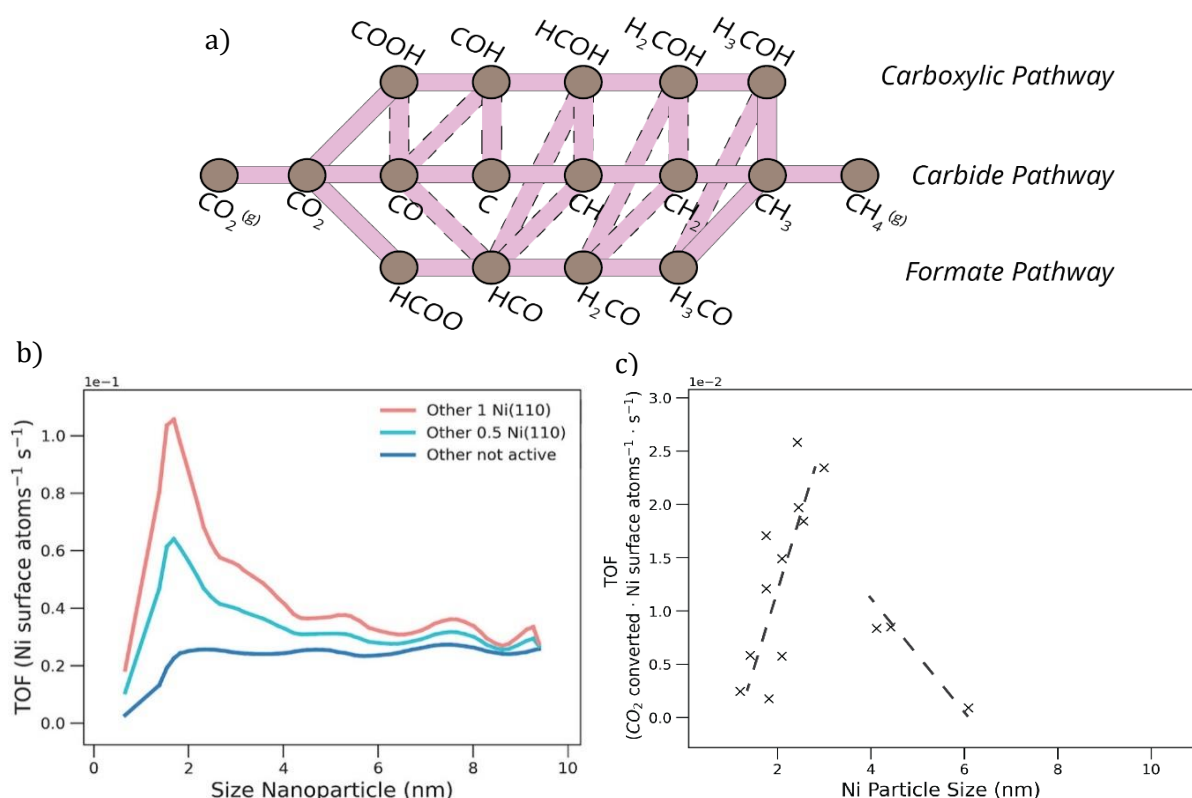 a)
COOH COH HCOH H₂COH H₃COH
Carboxylic Pathway
Carbide Pathway
CO₂ (g) CO₂ CO C CH CH₂ CH₃ CH₄ (g)
Formate Pathway
HCOO HCO H₂CO H₃CO
b)
1e−1
Other 1 Ni(110)
Other 0.5 Ni(110)
Other not active
TOF (Ni surface atoms⁻¹ s⁻¹)
1.0
0.8
0.6
0.4
0.2
0.0
0 2 4 6 8 10
Size Nanoparticle (nm)
c)
1e−2
TOF
(CO₂ converted · Ni surface atoms⁻¹ · s⁻¹)
3.0
2.5
2.0
1.5
1.0
0.5
0.0
2 4 6 8 10
Ni Particle Size (nm)